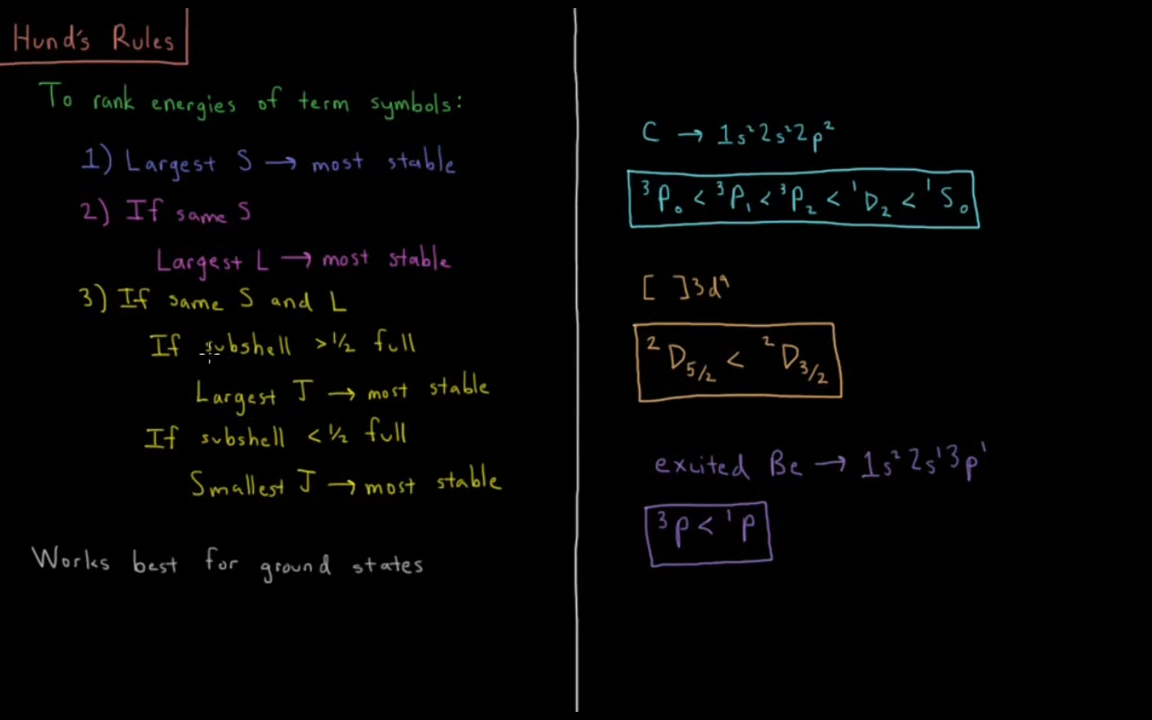 Hund's Rules
To rank energies of term symbols:
1) Largest S → most stable
2) If same S
Largest L → most stable
3) If same S and L
If subshell > 1/2 full
Largest J → most stable
If subshell < 1/2 full
Smallest J → most stable
Works best for ground states
C → 1s²2s²2p²
³P₀ < ³P₁ < ³P₂ < ¹D₂ < ¹S₀
[ ]3d⁹
²D₅/₂ < ²D₃/₂
excited Be → 1s²2s¹3p¹
³P < ¹P